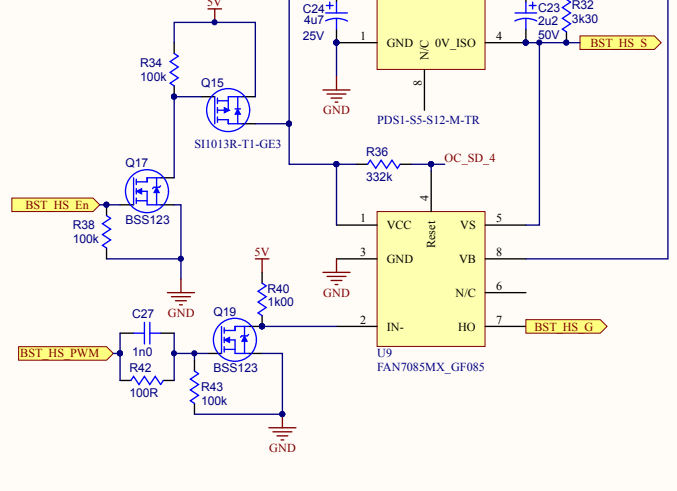 5V
C24
4u7
25V
C23
2u2
50V
R32
3k30
1
GND
N/C
0V_ISO
4
BST_HS_S
8
GND
PDS1-S5-S12-M-TR
R34
100k
Q15
SI1013R-T1-GE3
R36
332k
OC_SD_4
Q17
BST_HS_En
BSS123
R38
100k
GND
4
Reset
1
VCC
VS
5
3
GND
VB
8
GND
N/C
6
2
IN-
HO
7
BST_HS_G
U9
FAN7085MX_GF085
5V
R40
1k00
C27
1n0
Q19
BST_HS_PWM
R42
100R
BSS123
R43
100k
GND